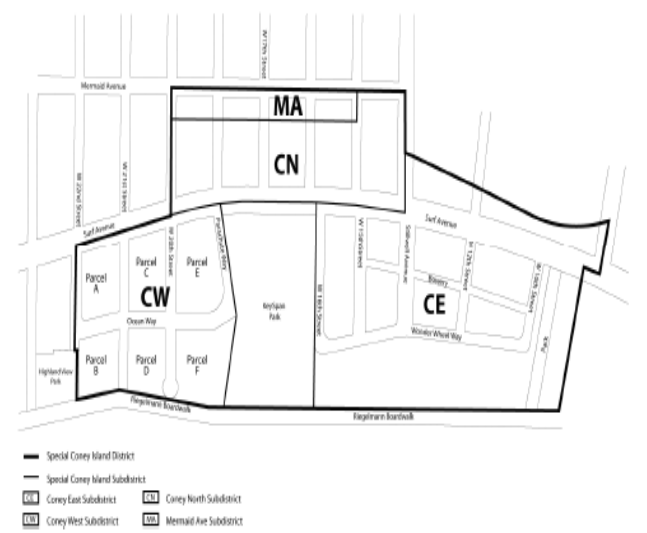 W 17th Street
Mermaid Avenue
MA
CN
W 22nd Street
W 21st Street
Surf Avenue
Surf Avenue
W 20th Street
Parachute Way
W 15th Street
Stillwell Avenue
W 12th Street
W 10th Street
Parcel
A
Parcel
C
Parcel
E
CW
KeySpan
Park
W 16th Street
Bowery
CE
Ocean Way
Wonder Wheel Way
Parcel
B
Parcel
D
Parcel
F
Highland View
Park
Park
Riegelmann Boardwalk
Riegelmann Boardwalk
Special Coney Island District
Special Coney Island Subdistrict
CE Coney East Subdistrict
CN Coney North Subdistrict
CW Coney West Subdistrict
MA Mermaid Ave Subdistrict